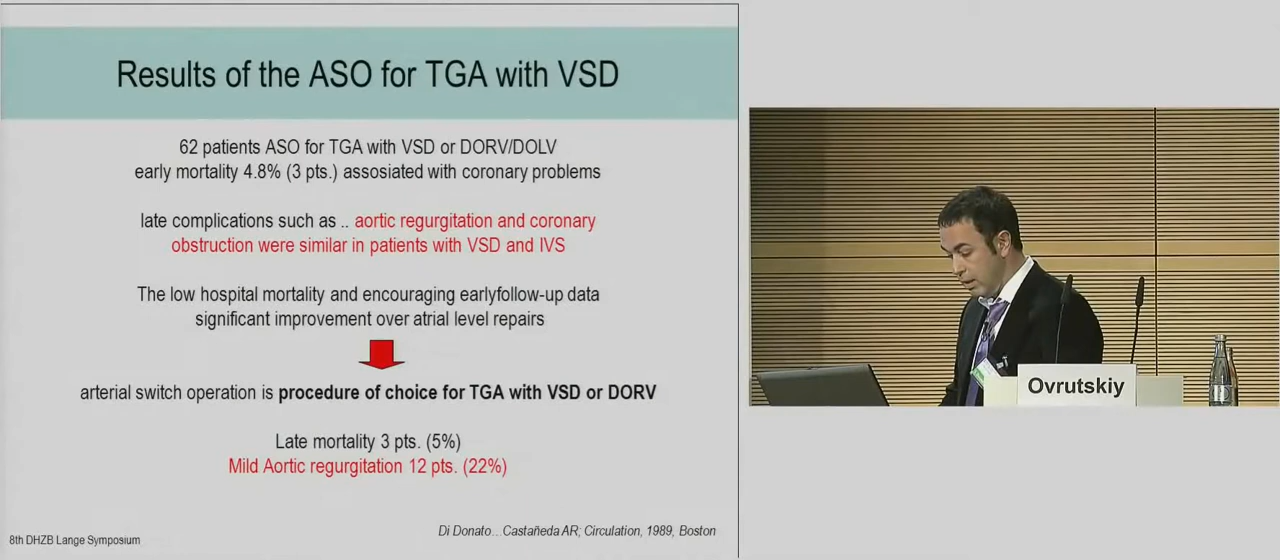 Results of the ASO for TGA with VSD
62 patients ASO for TGA with VSD or DORV/DOLV
early mortality 4.8% (3 pts.) assosiated with coronary problems
late complications such as .. aortic regurgitation and coronary
obstruction were similar in patients with VSD and IVS
The low hospital mortality and encouraging earlyfollow-up data
significant improvement over atrial level repairs
arterial switch operation is procedure of choice for TGA with VSD or DORV
Late mortality 3 pts. (5%)
Mild Aortic regurgitation 12 pts. (22%)
Di Donato...Castañeda AR; Circulation, 1989, Boston
8th DHZB Lange Symposium
Ovrutskiy